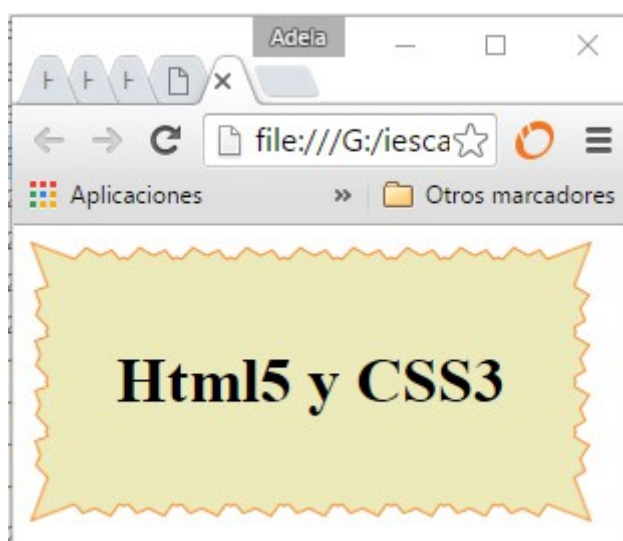 Adela
file:///G:/iesca
Aplicaciones » Otros marcadores
Html5 y CSS3